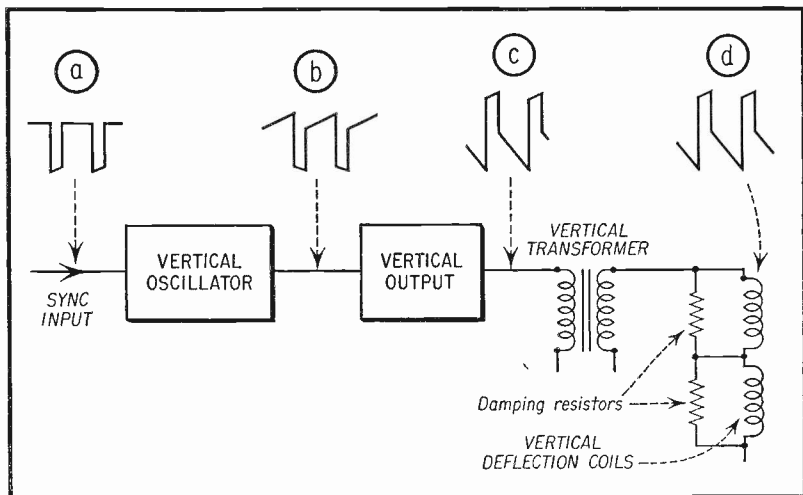 a
b
c
d
SYNC
INPUT
VERTICAL
OSCILLATOR
VERTICAL
OUTPUT
VERTICAL
TRANSFORMER
Damping resistors
VERTICAL
DEFLECTION COILS